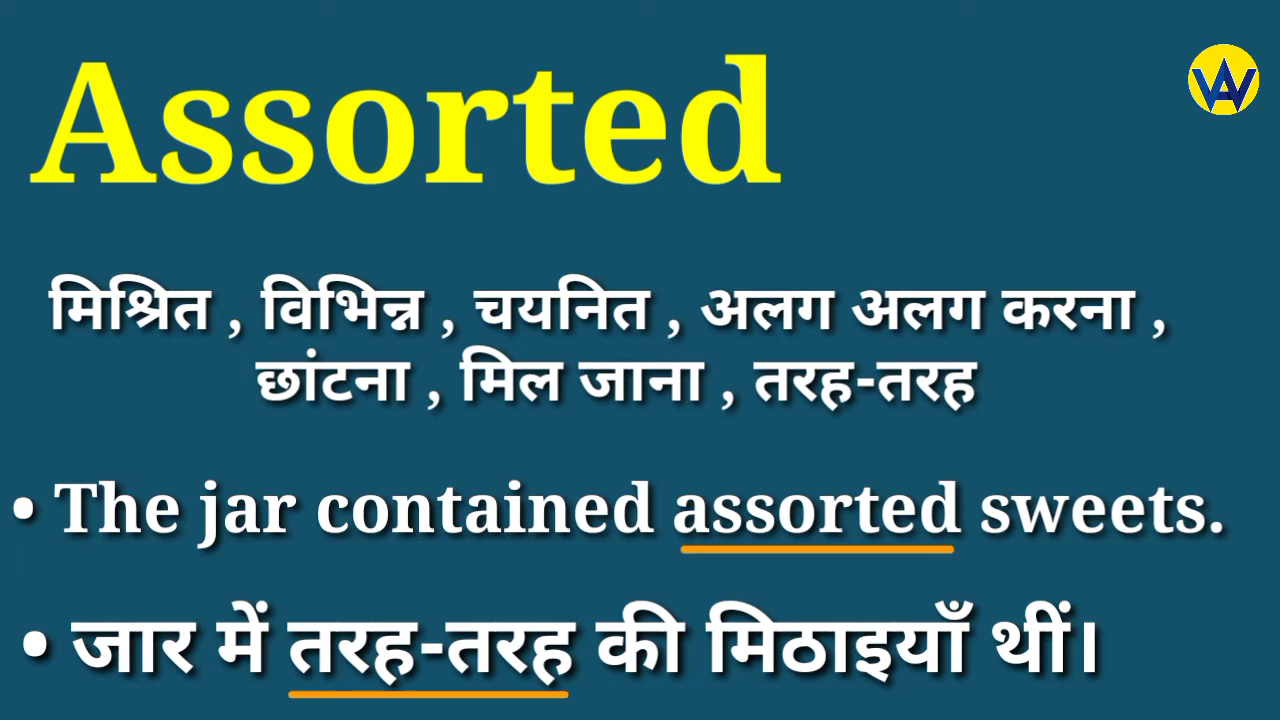 Assorted
मिश्रित , विभिन्न , चयनित , अलग अलग करना ,
छांटना , मिल जाना , तरह-तरह
• The jar contained assorted sweets.
• जार में तरह-तरह की मिठाइयाँ थीं।